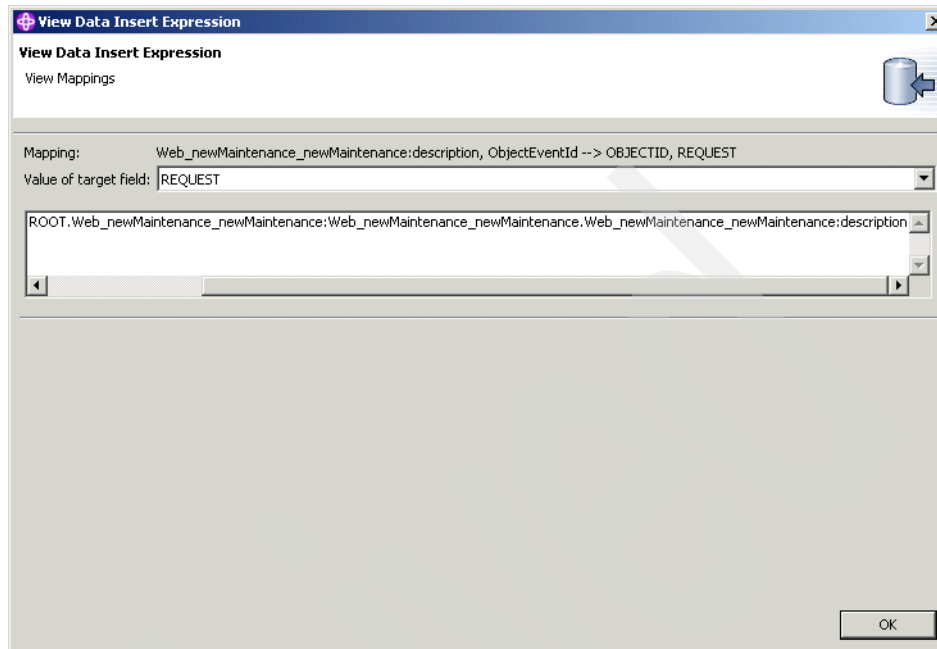 View Data Insert Expression
View Data Insert Expression
View Mappings
Mapping: Web_newMaintenance_newMaintenance:description, ObjectEventId --> OBJECTID, REQUEST
Value of target field: REQUEST
ROOT.Web_newMaintenance_newMaintenance:Web_newMaintenance_newMaintenance.Web_newMaintenance_newMaintenance:description
OK